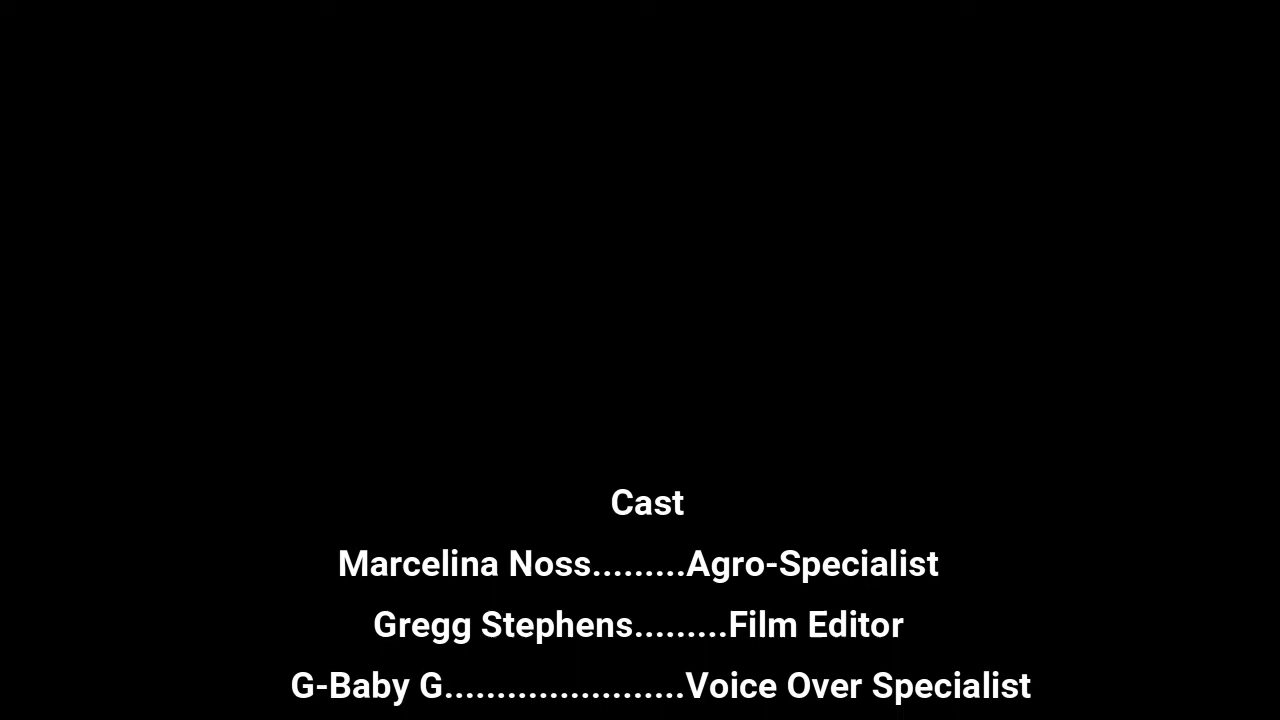 Cast
Marcelina Noss.........Agro-Specialist
Gregg Stephens.........Film Editor
G-Baby G.......................Voice Over Specialist